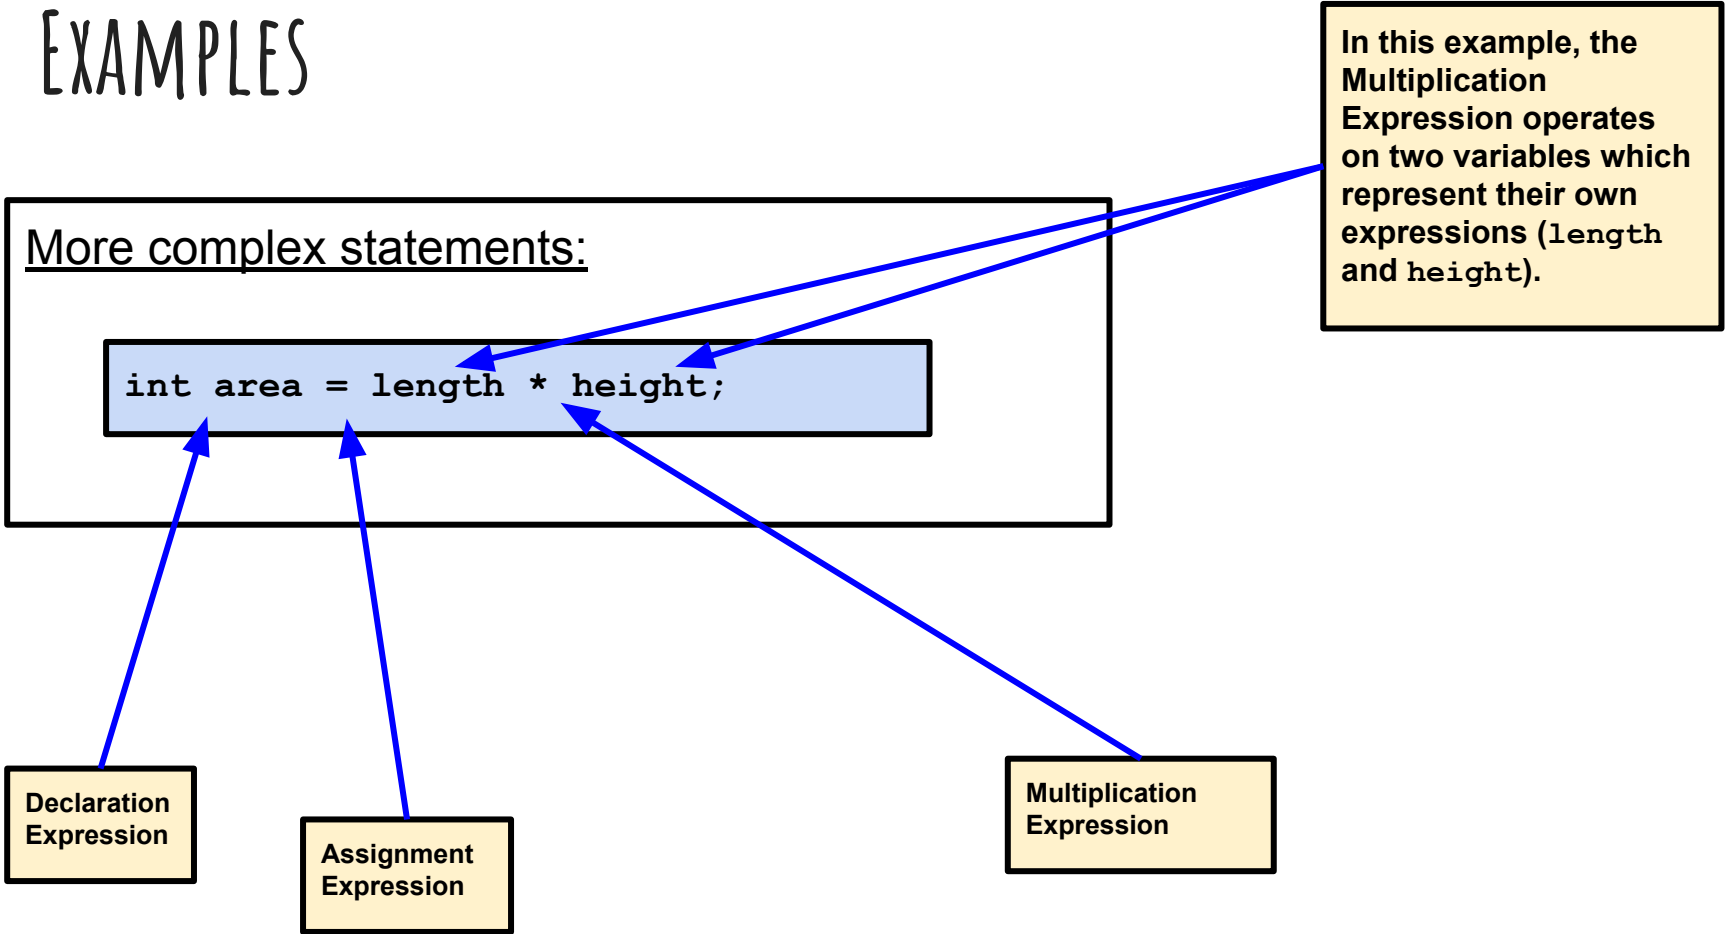 EXAMPLES
In this example, the
Multiplication
Expression operates
on two variables which
represent their own
expressions (length
and height).
More complex statements:
int area = length * height;
Declaration
Expression
Assignment
Expression
Multiplication
Expression